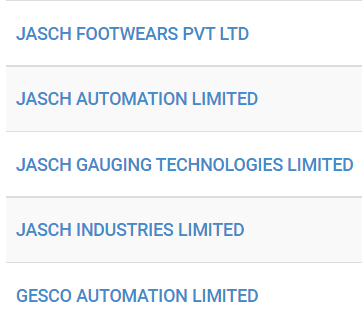 JASCH FOOTWEARS PVT LTD
JASCH AUTOMATION LIMITED
JASCH GAUGING TECHNOLOGIES LIMITED
JASCH INDUSTRIES LIMITED
GESCO AUTOMATION LIMITED